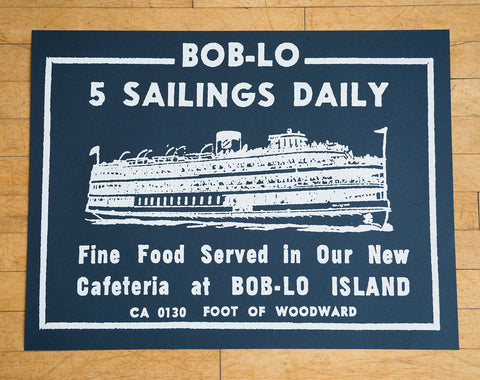 BOB-LO
5 SAILINGS DAILY
Fine Food Served in Our New
Cafeteria at BOB-LO ISLAND
CA 0130 FOOT OF WOODWARD